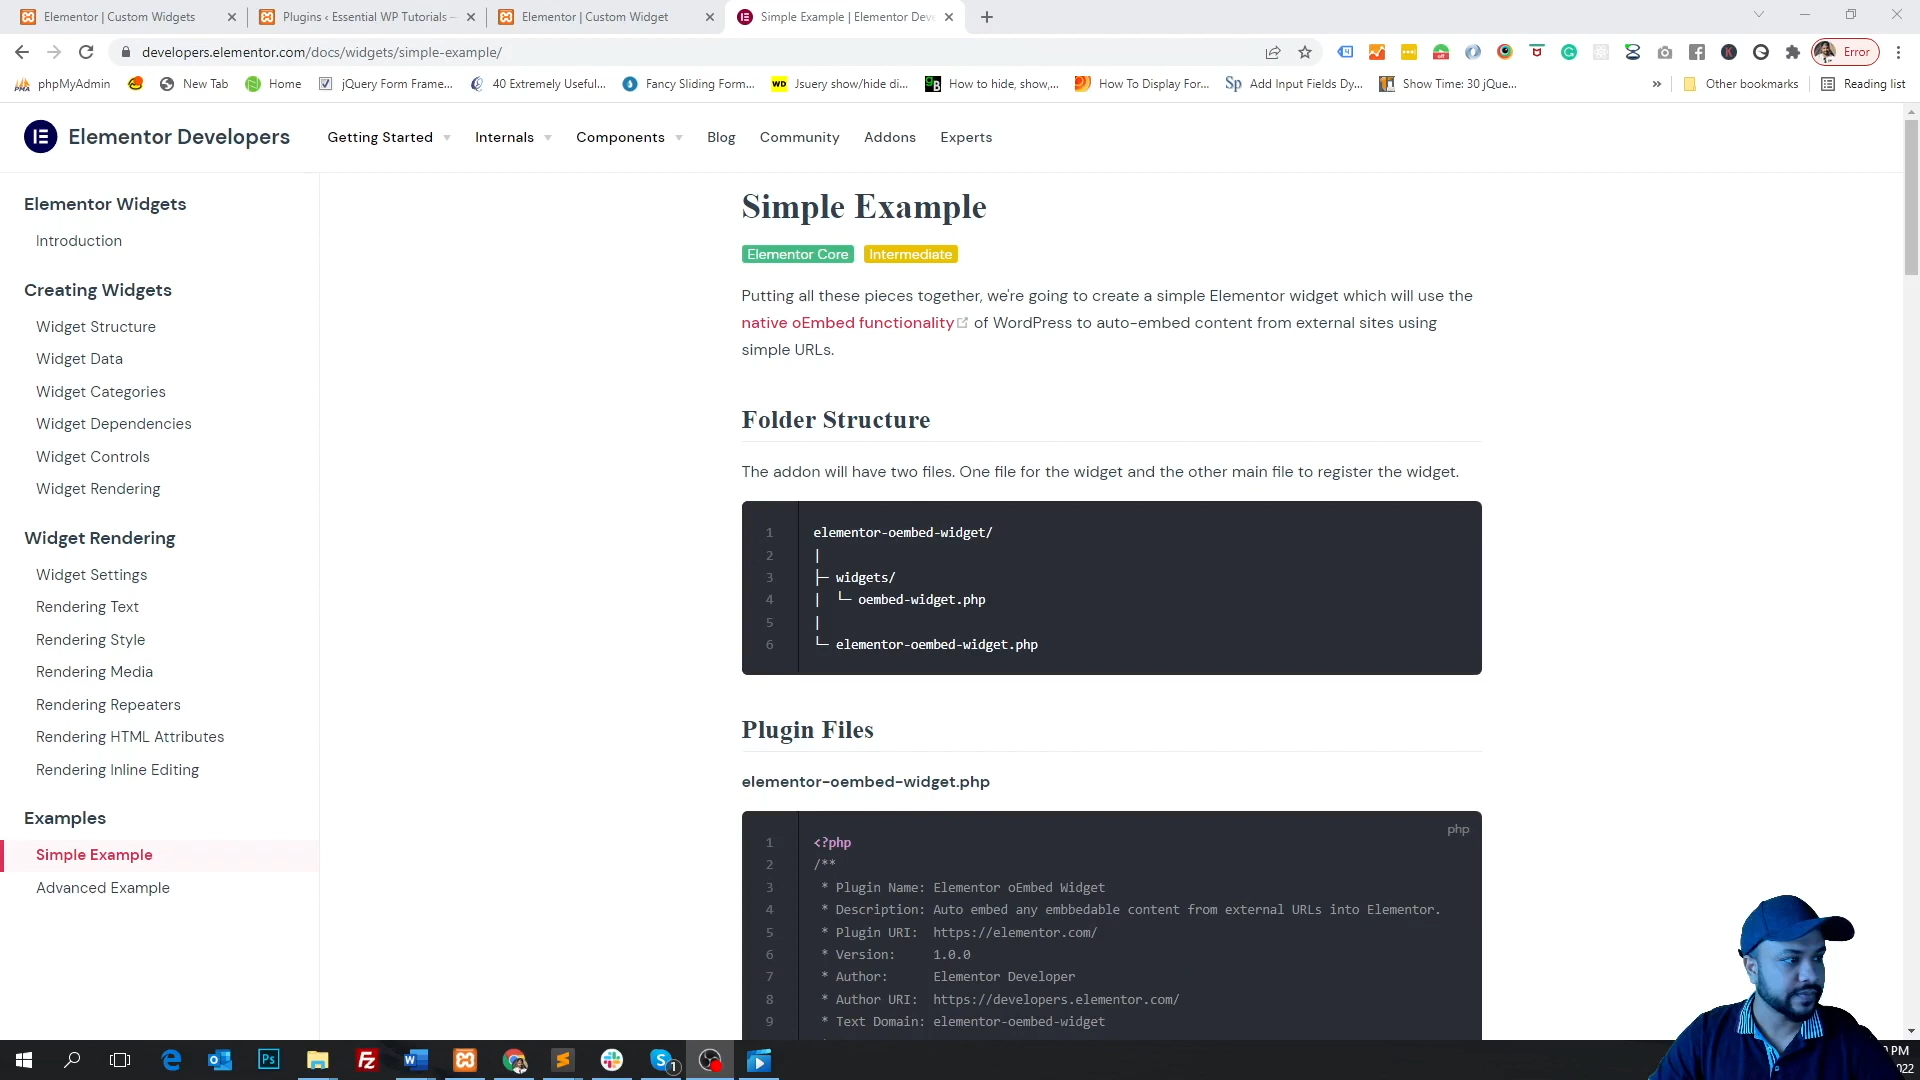 Elementor | Custom Widgets
Plugins ‹ Essential WP Tutorials —
Elementor | Custom Widget
Simple Example | Elementor Deve
developers.elementor.com/docs/widgets/simple-example/
Error
phpMyAdmin
New Tab
Home
jQuery Form Frame...
40 Extremely Useful...
Fancy Sliding Form...
WD
Jsuery show/hide di...
How to hide, show,...
How To Display For...
Sp
Add Input Fields Dy...
Show Time: 30 jQue...
»
Other bookmarks
Reading list
Elementor Developers
Getting Started
Internals
Components
Blog
Community
Addons
Experts
Elementor Widgets
Introduction
Creating Widgets
Widget Structure
Widget Data
Widget Categories
Widget Dependencies
Widget Controls
Widget Rendering
Widget Rendering
Widget Settings
Rendering Text
Rendering Style
Rendering Media
Rendering Repeaters
Rendering HTML Attributes
Rendering Inline Editing
Examples
Simple Example
Advanced Example
Simple Example
Elementor Core Intermediate
Putting all these pieces together, we're going to create a simple Elementor widget which will use the
native oEmbed functionality of WordPress to auto-embed content from external sites using
simple URLs.
Folder Structure
The addon will have two files. One file for the widget and the other main file to register the widget.
1 elementor-oembed-widget/
2 |
3 ├─ widgets/
4 | └─ oembed-widget.php
5 |
6 └─ elementor-oembed-widget.php
Plugin Files
elementor-oembed-widget.php
php
1 <?php
2 /**
3 * Plugin Name: Elementor oEmbed Widget
4 * Description: Auto embed any embbedable content from external URLs into Elementor.
5 * Plugin URI: https://elementor.com/
6 * Version: 1.0.0
7 * Author: Elementor Developer
8 * Author URI: https://developers.elementor.com/
9 * Text Domain: elementor-oembed-widget
Ps
Fz
1
PM
022